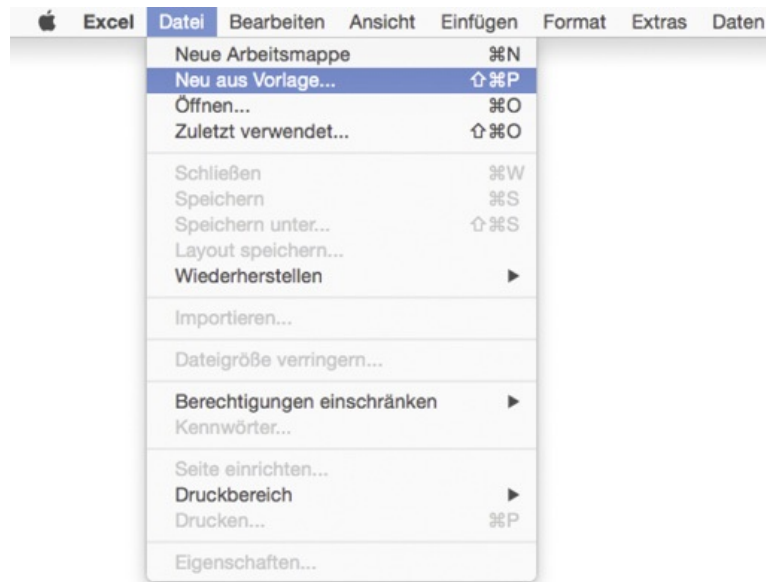 Excel Datei Bearbeiten Ansicht Einfügen Format Extras Daten
Neue Arbeitsmappe ⌘N
Neu aus Vorlage... ⇧⌘P
Öffnen... ⌘O
Zuletzt verwendet... ⇧⌘O
Schließen ⌘W
Speichern ⌘S
Speichern unter... ⇧⌘S
Layout speichern...
Wiederherstellen ▶
Importieren...
Dateigröße verringern...
Berechtigungen einschränken ▶
Kennwörter...
Seite einrichten...
Druckbereich ▶
Drucken... ⌘P
Eigenschaften...